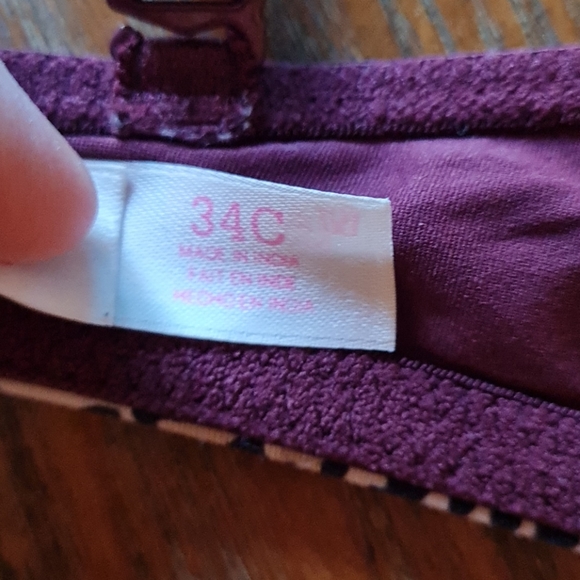 34C
MADE IN INDIA
FAIT EN INDE
HECHO EN INDIA